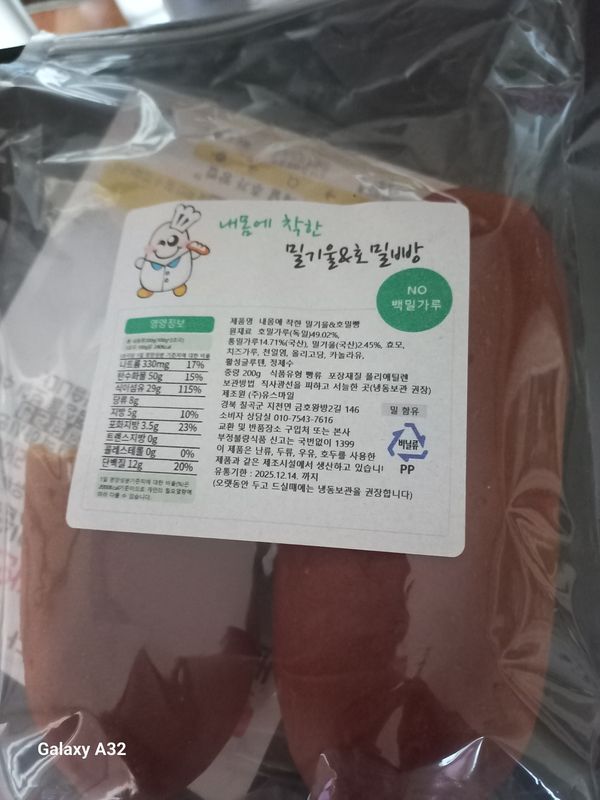 내몸에 착한
밀기울&호밀빵
NO
백밀가루
영양정보
나트륨 330mg 17%
탄수화물 50g 15%
식이섬유 29g 115%
당류 8g
지방 5g 10%
포화지방 3.5g 23%
트랜스지방 0g
콜레스테롤 0g 0%
단백질 12g 20%
제품명 내몸에 착한 밀기울&호밀빵
원재료 호밀가루(독일)49.02%,
통밀가루14.71%(국산), 밀기울(국산)2.45%, 효모,
치즈가루, 천일염, 올리고당, 카놀라유,
활성글루텐, 정제수
중량 200g 식품유형 빵류 포장재질 폴리에틸렌
보관방법 직사광선을 피하고 서늘한 곳(냉동보관 권장)
제조원 (주)유스마일
경북 칠곡군 지천면 금호왕방2길 146
소비자 상담실 010-7543-7616
교환 및 반품장소 구입처 또는 본사
부정불량식품 신고는 국번없이 1399
이 제품은 난류, 두류, 우유, 호두를 사용한
제품과 같은 제조시설에서 생산하고 있습니
유통기한 : 2025.12.14. 까지
(오랫동안 두고 드실때에는 냉동보관을 권장합니다)
밀 함유
비닐류
PP
Galaxy A32